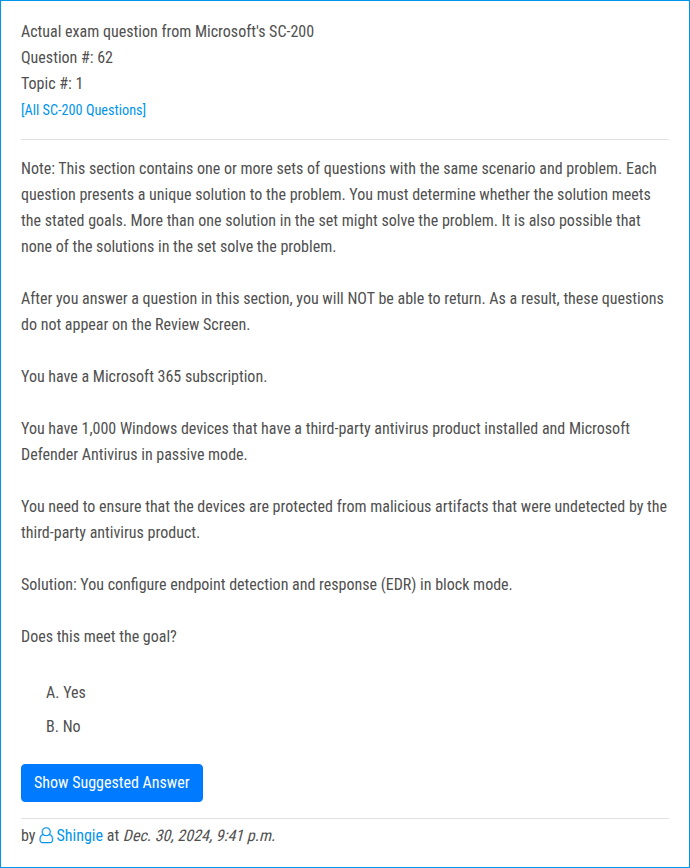 Actual exam question from Microsoft's SC-200
Question #: 62
Topic #: 1
[All SC-200 Questions]
Note: This section contains one or more sets of questions with the same scenario and problem. Each
question presents a unique solution to the problem. You must determine whether the solution meets
the stated goals. More than one solution in the set might solve the problem. It is also possible that
none of the solutions in the set solve the problem.
After you answer a question in this section, you will NOT be able to return. As a result, these questions
do not appear on the Review Screen.
You have a Microsoft 365 subscription.
You have 1,000 Windows devices that have a third-party antivirus product installed and Microsoft
Defender Antivirus in passive mode.
You need to ensure that the devices are protected from malicious artifacts that were undetected by the
third-party antivirus product.
Solution: You configure endpoint detection and response (EDR) in block mode.
Does this meet the goal?
A. Yes
B. No
Show Suggested Answer
by Shingie at Dec. 30, 2024, 9:41 p.m.